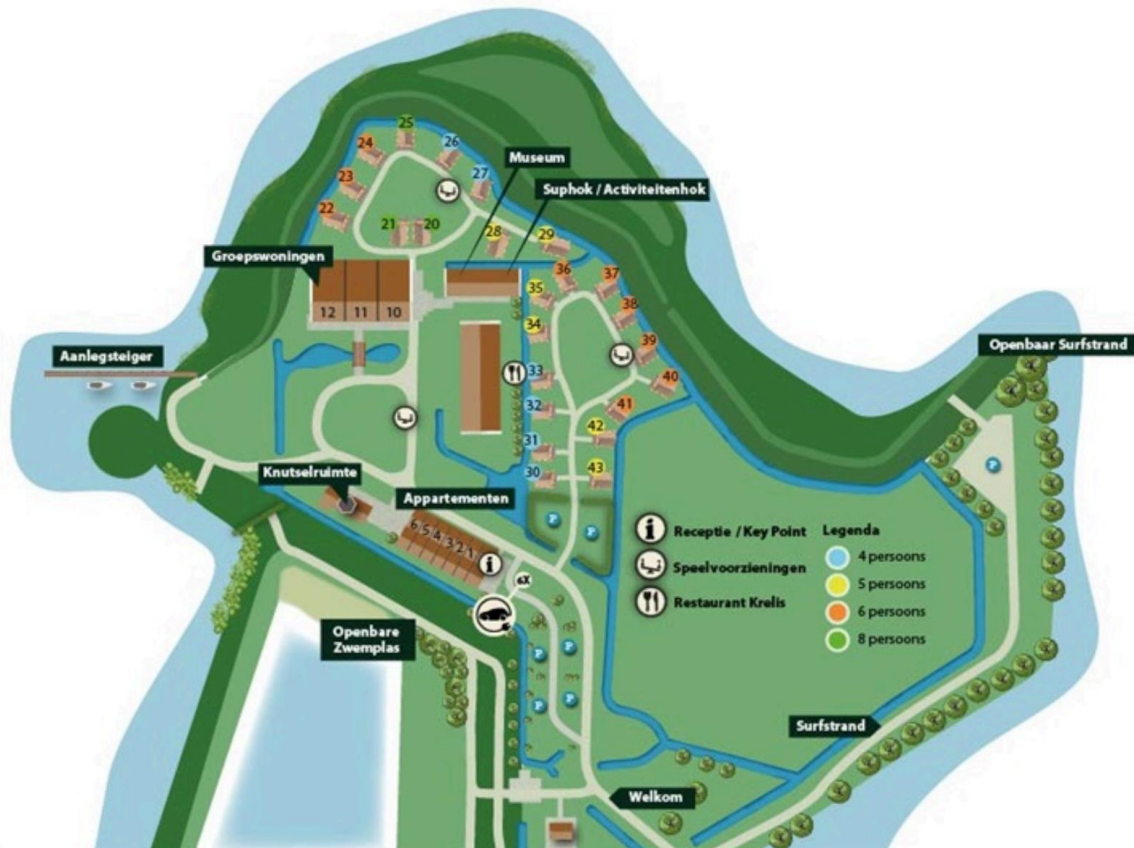 25
24
26
Museum
27
23
Suphok / Activiteitenhok
22
21
20
28
29
Groepswoningen
36
37
35
12
11
10
38
34
Openbaar Surfstrand
39
Aanlegsteiger
33
40
32
41
42
31
Knutselruimte
30
43
Appartementen
P
6
5
4
3
2
1
P
P
i
Receptie / Key Point
Legenda
4 persoons
i
Speelvoorzieningen
5 persoons
6X
Restaurant Krelis
6 persoons
Openbare
Zwemplas
8 persoons
P
P
P
P
Surfstrand
Welkom